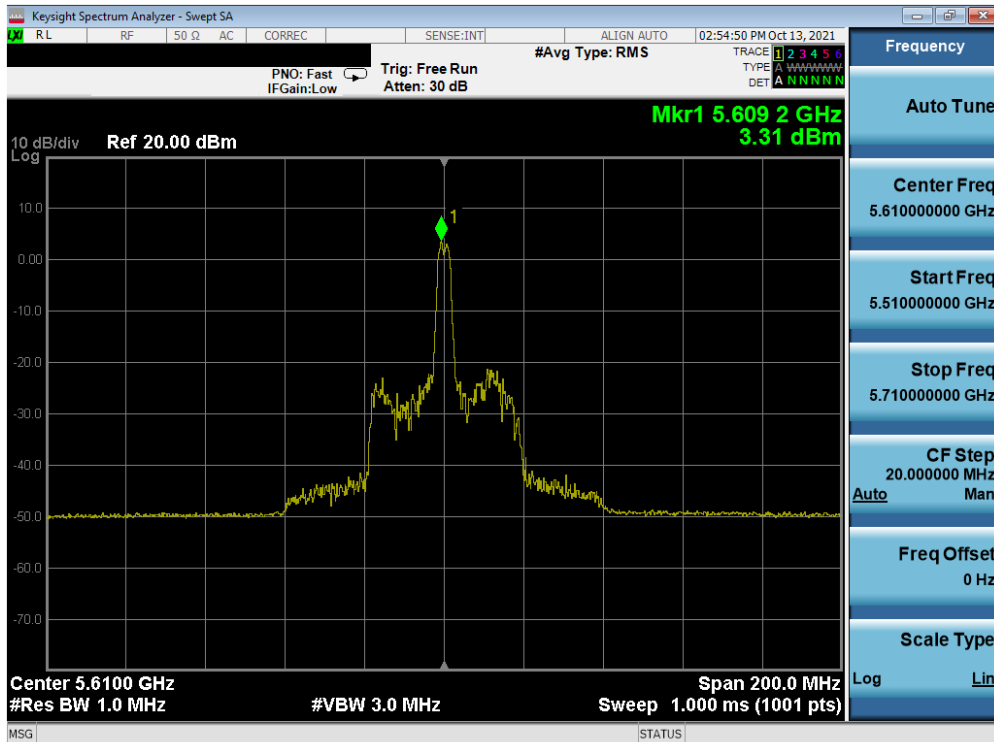 Keysight Spectrum Analyzer - Swept SA
LXI RL RF 50 Ω AC CORREC SENSE:INT ALIGN AUTO 02:54:50 PM Oct 13, 2021
#Avg Type: RMS
TRACE 1 2 3 4 5 6
TYPE A WWWWW
DET A N N N N N
PNO: Fast
IFGain:Low
Trig: Free Run
Atten: 30 dB
Mkr1 5.609 2 GHz
3.31 dBm
10 dB/div
Log
Ref 20.00 dBm
1
10.0
0.00
-10.0
-20.0
-30.0
-40.0
-50.0
-60.0
-70.0
Center 5.6100 GHz
#Res BW 1.0 MHz
#VBW 3.0 MHz
Span 200.0 MHz
Sweep 1.000 ms (1001 pts)
MSG
STATUS
Frequency
Auto Tune
Center Freq
5.610000000 GHz
Start Freq
5.510000000 GHz
Stop Freq
5.710000000 GHz
CF Step
20.000000 MHz
Auto Man
Freq Offset
0 Hz
Scale Type
Log Lin